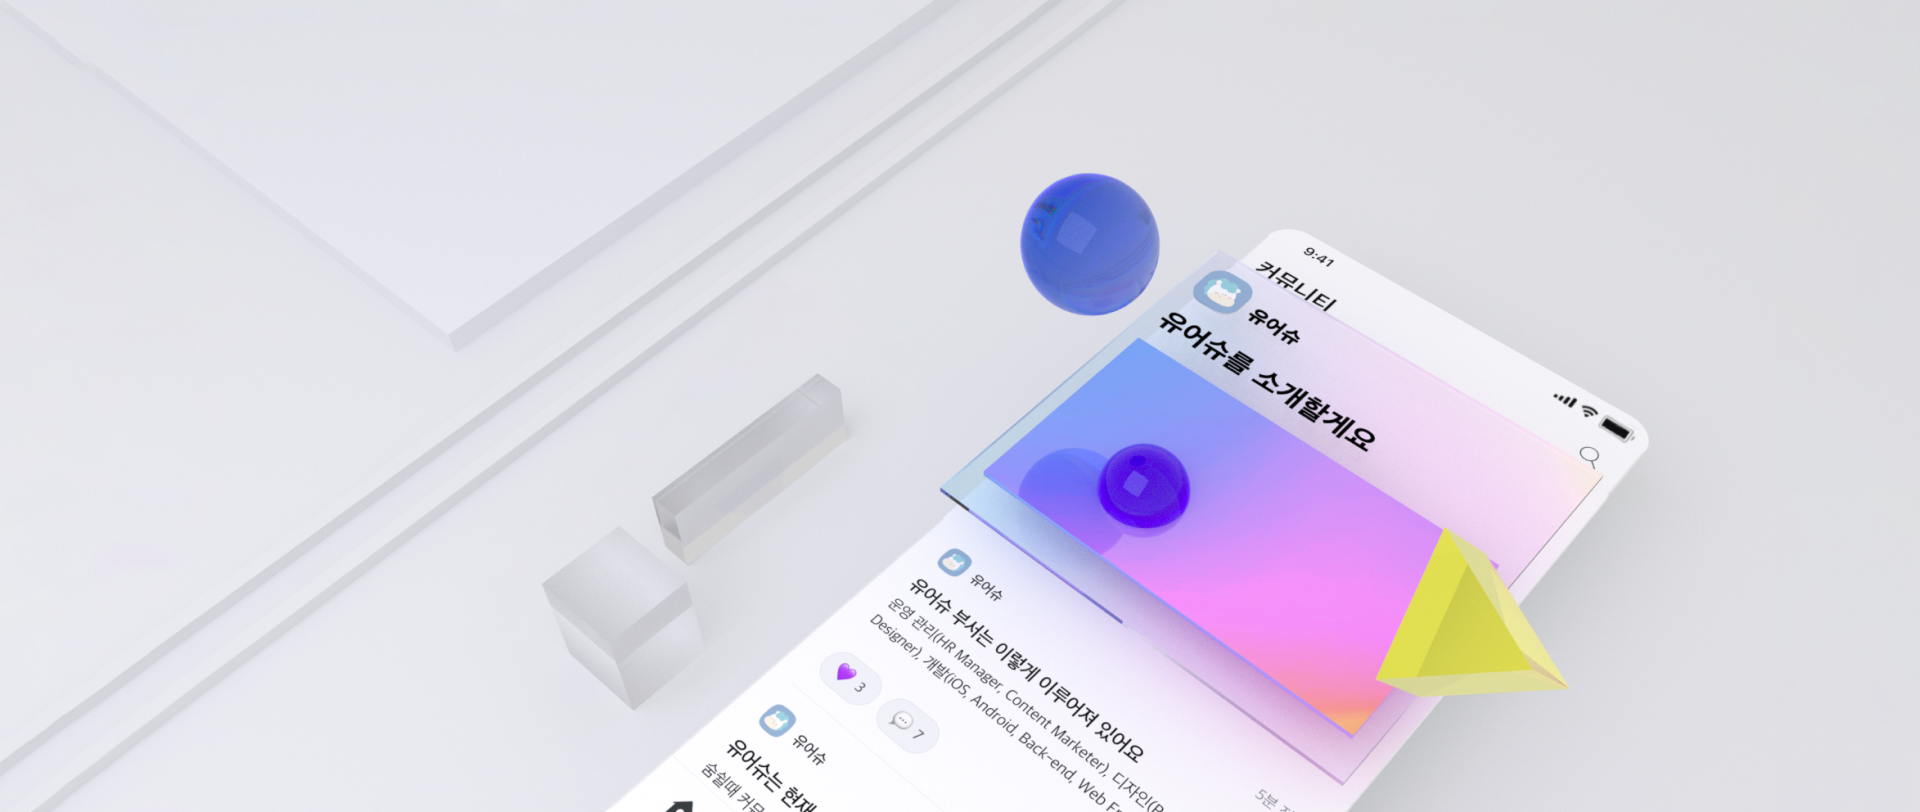 9:41
커뮤니티
유어슈
유어슈를 소개할게요
유어슈
유어슈 부서는 이렇게 이루어져 있어요
운영 관리(HR Manager, Content Marketer), 디자인(P
Designer), 개발(iOS, Android, Back-end, Web F
3
7
5분
유어슈
유어슈는 현재
숨쉴때 커뮤